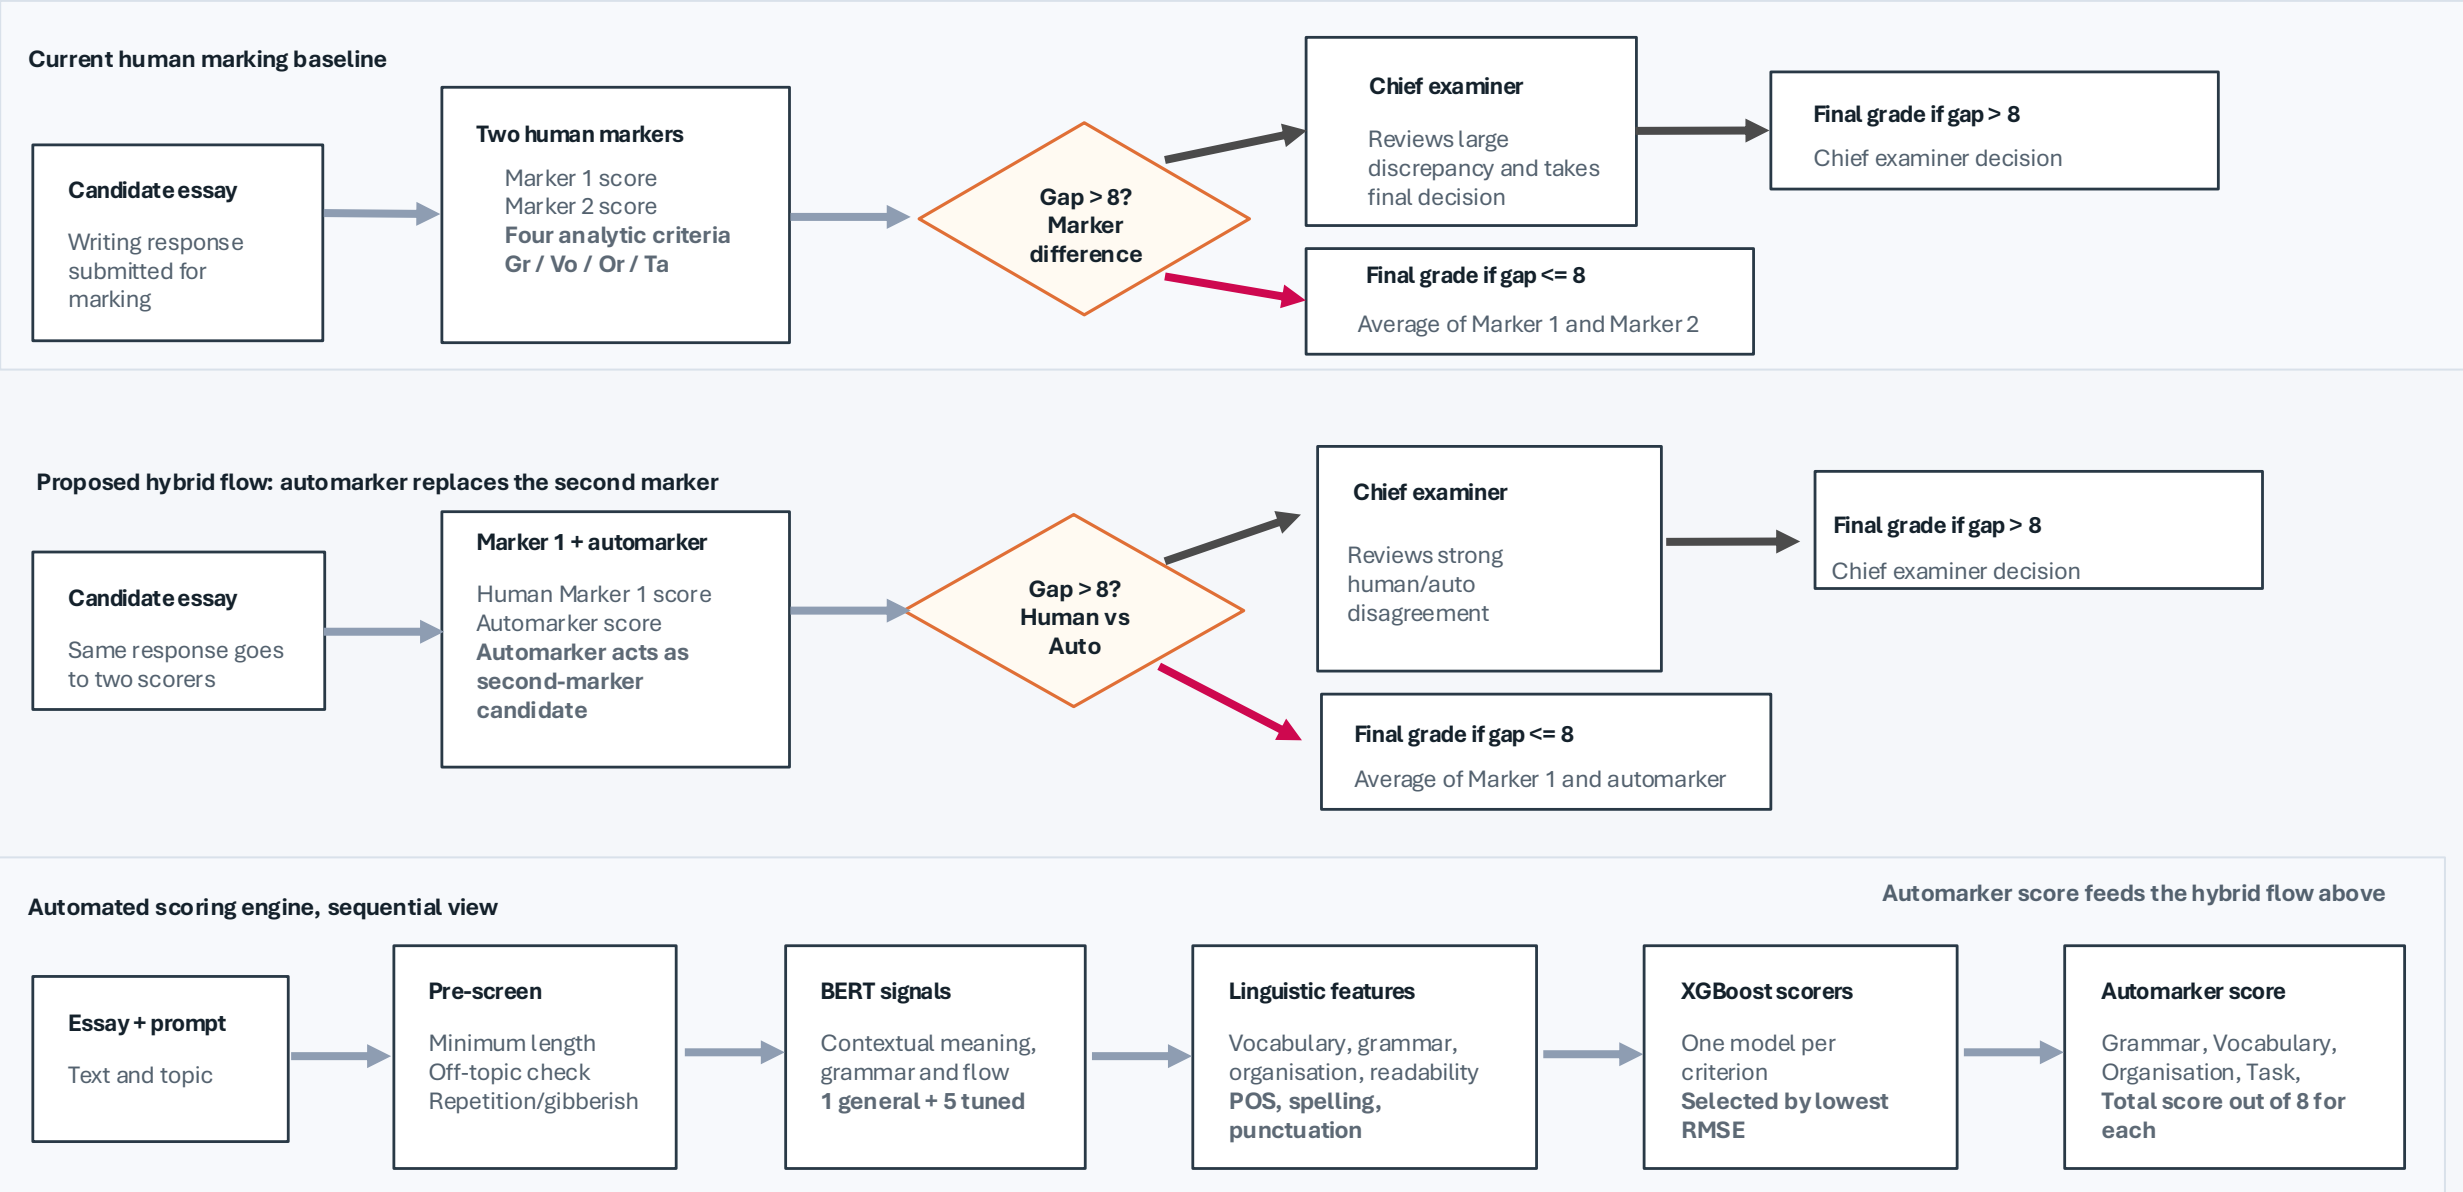 Current human marking baseline
Candidate essay
Writing response
submitted for
marking
Two human markers
Marker 1 score
Marker 2 score
Four analytic criteria
Gr / Vo / Or / Ta
Gap > 8?
Marker
difference
Chief examiner
Reviews large
discrepancy and takes
final decision
Final grade if gap > 8
Chief examiner decision
Final grade if gap <= 8
Average of Marker 1 and Marker 2
Proposed hybrid flow: automarker replaces the second marker
Candidate essay
Same response goes
to two scorers
Marker 1 + automarker
Human Marker 1 score
Automarker score
Automarker acts as
second-marker
candidate
Gap > 8?
Human vs
Auto
Chief examiner
Reviews strong
human/auto
disagreement
Final grade if gap > 8
Chief examiner decision
Final grade if gap <= 8
Average of Marker 1 and automarker
Automated scoring engine, sequential view
Automarker score feeds the hybrid flow above
Essay + prompt
Text and topic
Pre-screen
Minimum length
Off-topic check
Repetition/gibberish
BERT signals
Contextual meaning,
grammar and flow
1 general + 5 tuned
Linguistic features
Vocabulary, grammar,
organisation, readability
POS, spelling,
punctuation
XGBoost scorers
One model per
criterion
Selected by lowest
RMSE
Automarker score
Grammar, Vocabulary,
Organisation, Task,
Total score out of 8 for
each